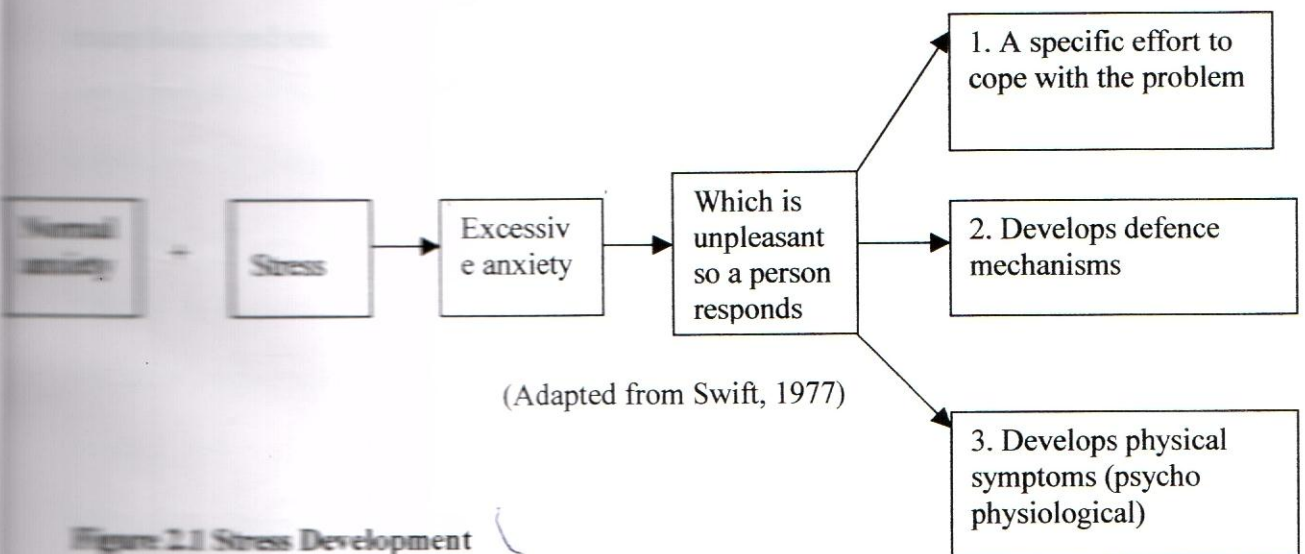 Normal
anxiety
+
Stress
Excessiv
e anxiety
Which is
unpleasant
so a person
responds
1. A specific effort to
cope with the problem
2. Develops defence
mechanisms
3. Develops physical
symptoms (psycho
physiological)
(Adapted from Swift, 1977)
Figure 2.1 Stress Development